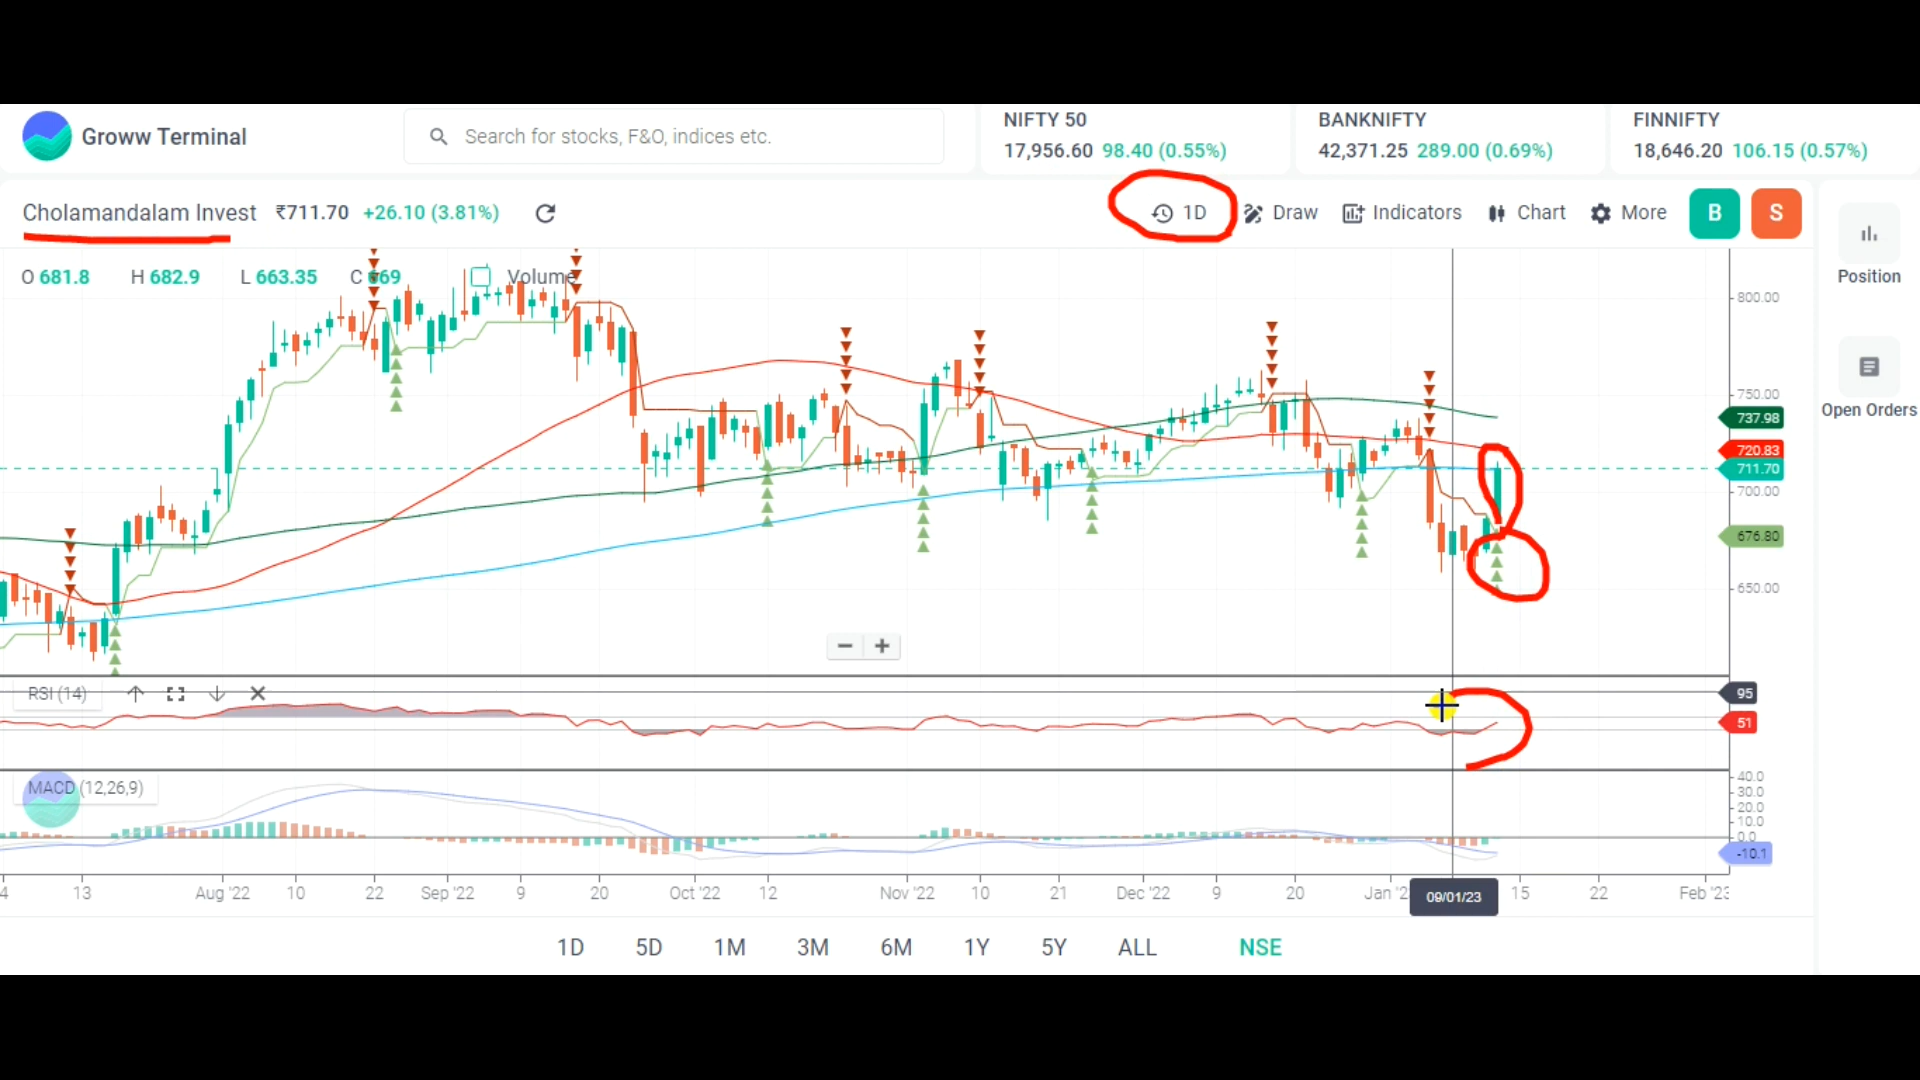 Groww Terminal
Search for stocks, F&O, indices etc.
NIFTY 50
17,956.60 98.40 (0.55%)
BANKNIFTY
42,371.25 289.00 (0.69%)
FINNIFTY
18,646.20 106.15 (0.57%)
Cholamandalam Invest ₹711.70 +26.10 (3.81%)
1D Draw Indicators Chart More B S
Position
Open Orders
O 681.8 H 682.9 L 663.35 C 669 Volume
800.00
750.00
737.98
720.83
711.70
700.00
676.80
650.00
RSI (14)
95
51
MACD (12,26,9)
40.0
30.0
20.0
10.0
0.0
-10.1
4 13 Aug '22 10 22 Sep '22 9 20 Oct '22 12 Nov '22 10 21 Dec '22 9 20 Jan '2 09/01/23 15 22 Feb '23
1D 5D 1M 3M 6M 1Y 5Y ALL NSE